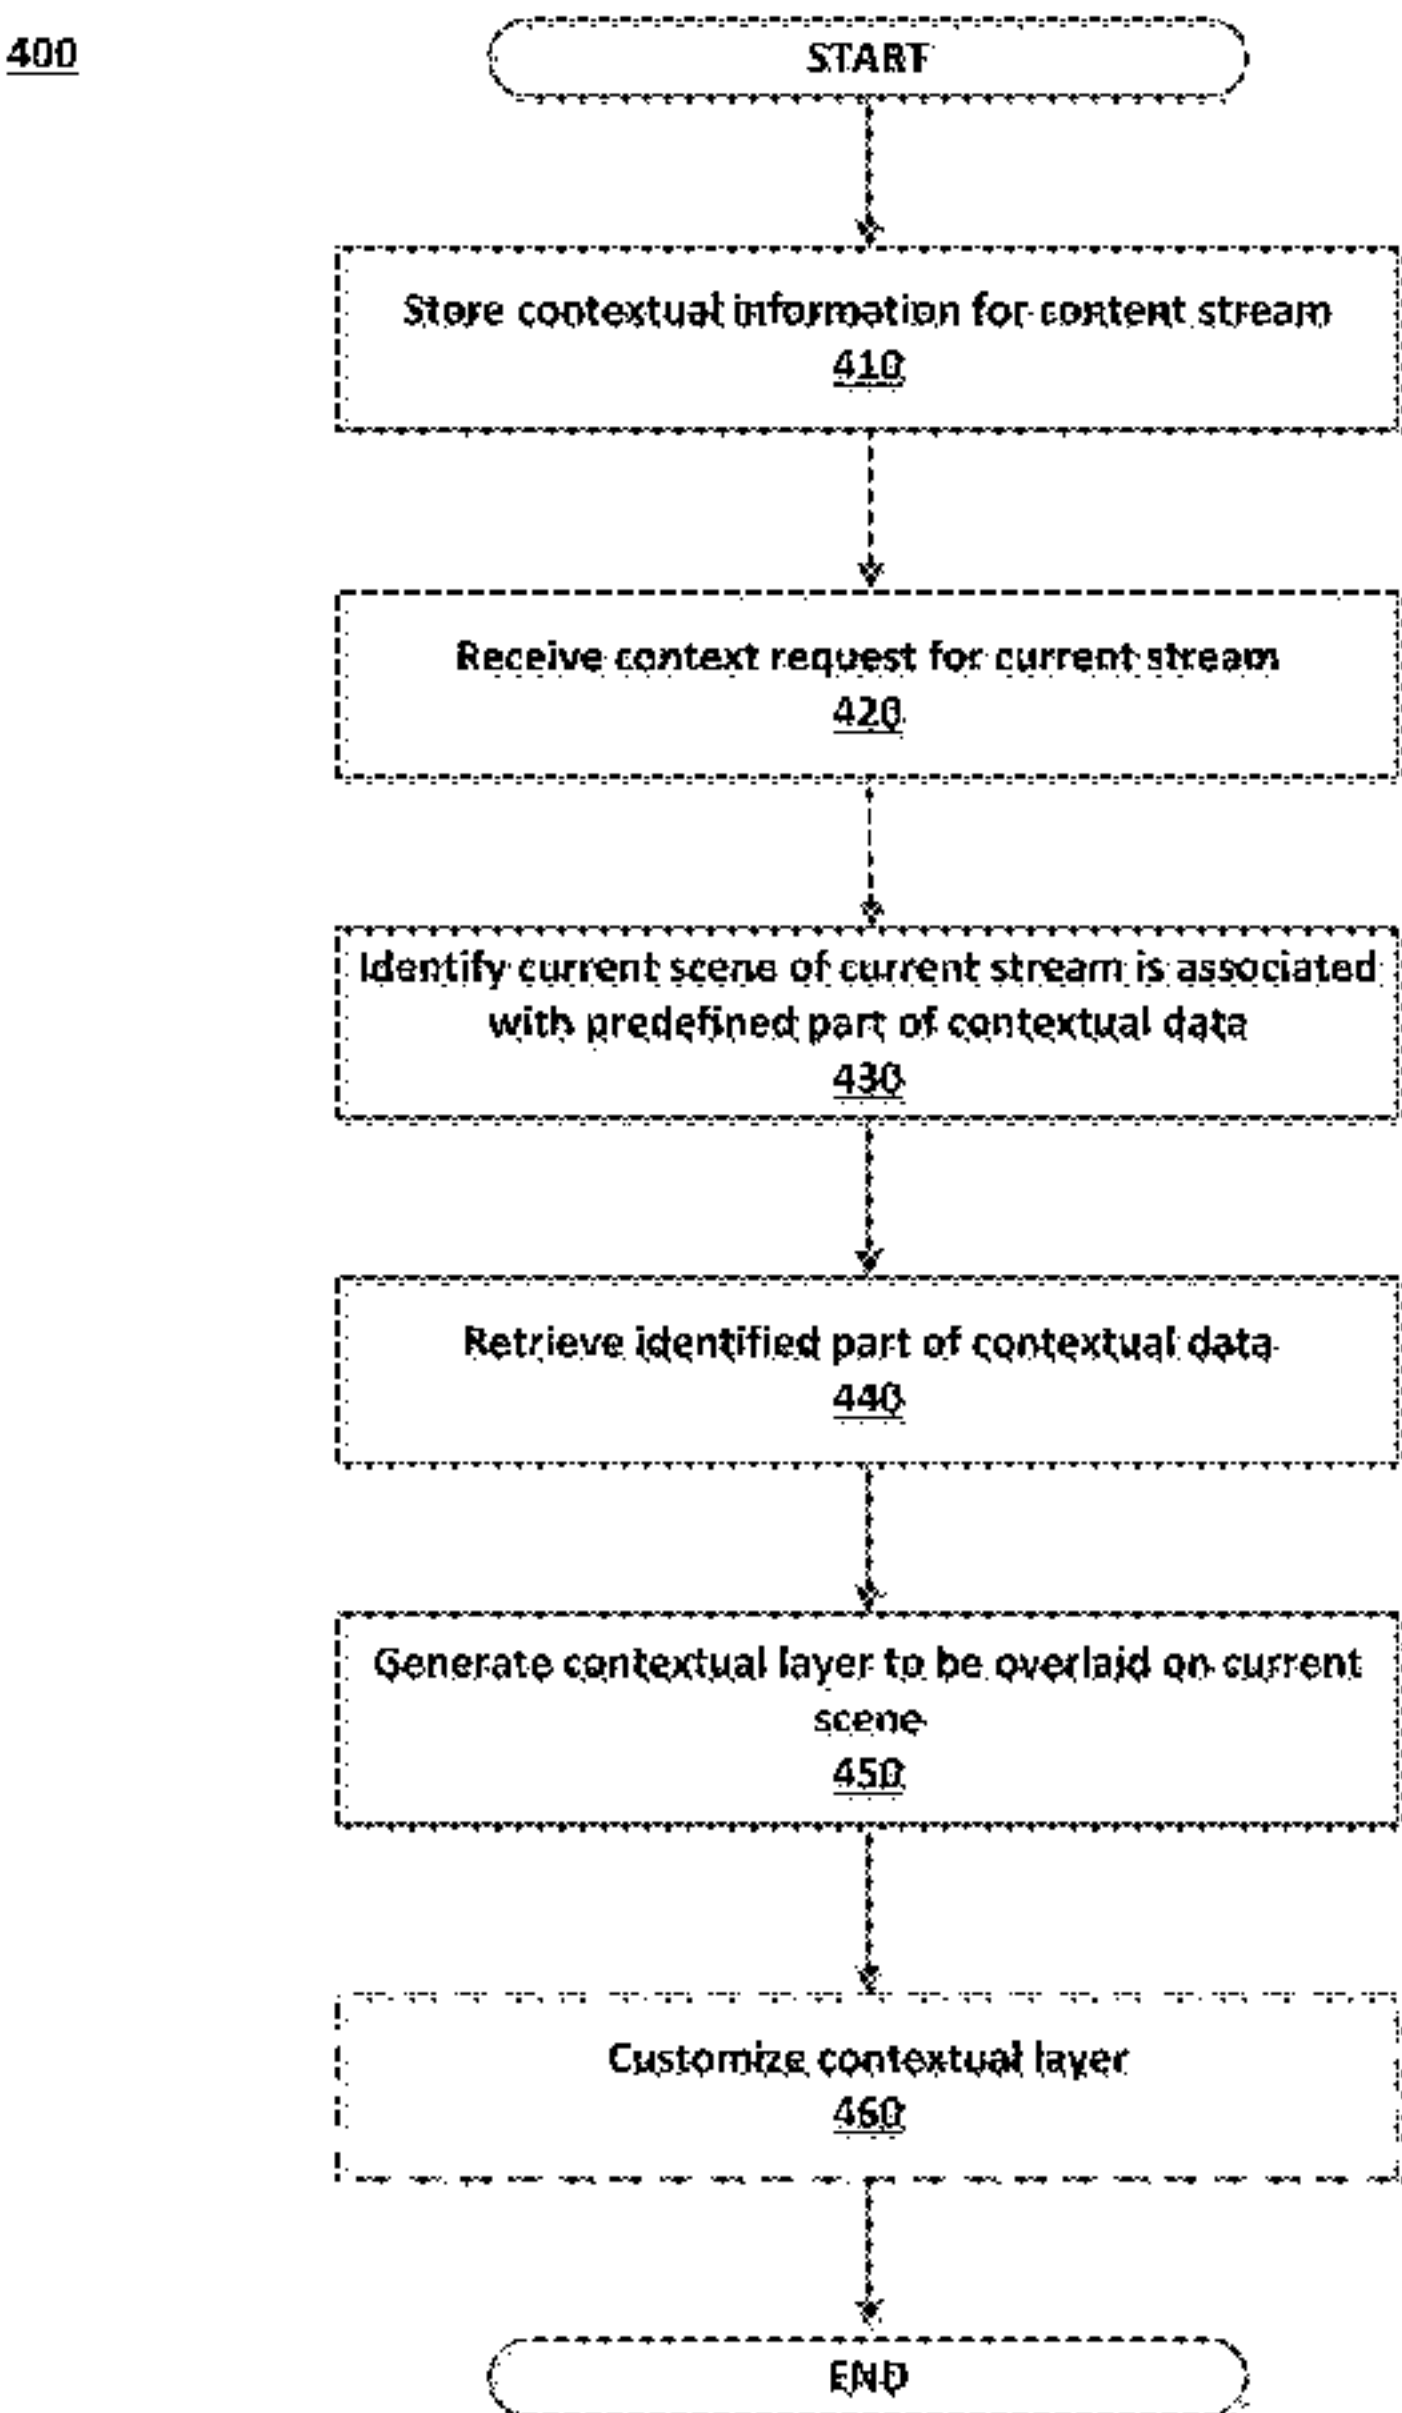 400
START
Store contextual information for content stream
410
Receive context request for current stream
420
Identify current scene of current stream is associated
with predefined part of contextual data
430
Retrieve identified part of contextual data
440
Generate contextual layer to be overlaid on current
scene
450
Customize contextual layer
460
END